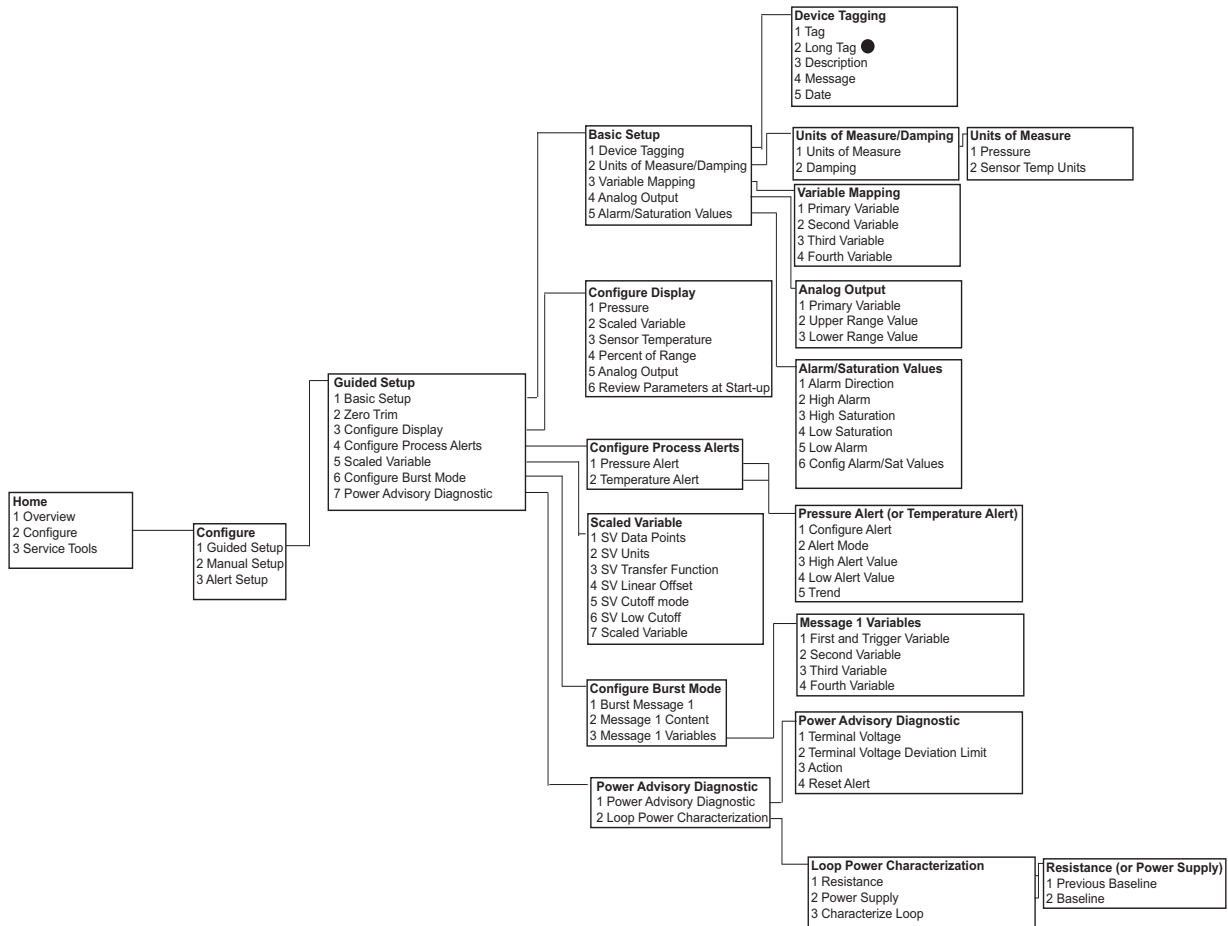 Home
1 Overview
2 Configure
3 Service Tools
Configure
1 Guided Setup
2 Manual Setup
3 Alert Setup
Guided Setup
1 Basic Setup
2 Zero Trim
3 Configure Display
4 Configure Process Alerts
5 Scaled Variable
6 Configure Burst Mode
7 Power Advisory Diagnostic
Basic Setup
1 Device Tagging
2 Units of Measure/Damping
3 Variable Mapping
4 Analog Output
5 Alarm/Saturation Values
Configure Display
1 Pressure
2 Scaled Variable
3 Sensor Temperature
4 Percent of Range
5 Analog Output
6 Review Parameters at Start-up
Configure Process Alerts
1 Pressure Alert
2 Temperature Alert
Scaled Variable
1 SV Data Points
2 SV Units
3 SV Transfer Function
4 SV Linear Offset
5 SV Cutoff mode
6 SV Low Cutoff
7 Scaled Variable
Configure Burst Mode
1 Burst Message 1
2 Message 1 Content
3 Message 1 Variables
Power Advisory Diagnostic
1 Power Advisory Diagnostic
2 Loop Power Characterization
Device Tagging
1 Tag
2 Long Tag
3 Description
4 Message
5 Date
Units of Measure/Damping
1 Units of Measure
2 Damping
Units of Measure
1 Pressure
2 Sensor Temp Units
Variable Mapping
1 Primary Variable
2 Second Variable
3 Third Variable
4 Fourth Variable
Analog Output
1 Primary Variable
2 Upper Range Value
3 Lower Range Value
Alarm/Saturation Values
1 Alarm Direction
2 High Alarm
3 High Saturation
4 Low Saturation
5 Low Alarm
6 Config Alarm/Sat Values
Pressure Alert (or Temperature Alert)
1 Configure Alert
2 Alert Mode
3 High Alert Value
4 Low Alert Value
5 Trend
Message 1 Variables
1 First and Trigger Variable
2 Second Variable
3 Third Variable
4 Fourth Variable
Power Advisory Diagnostic
1 Terminal Voltage
2 Terminal Voltage Deviation Limit
3 Action
4 Reset Alert
Loop Power Characterization
1 Resistance
2 Power Supply
3 Characterize Loop
Resistance (or Power Supply)
1 Previous Baseline
2 Baseline